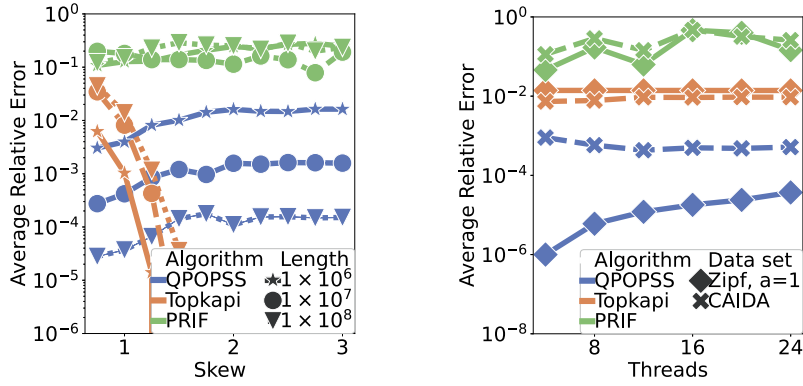 Average Relative Error
10^0
10^-1
10^-2
10^-3
10^-4
10^-5
10^-6
Algorithm Length
QPOPSS 1 × 10^6
Topkapi 1 × 10^7
PRIF 1 × 10^8
1 2 3
Skew
Average Relative Error
10^0
10^-2
10^-4
10^-6
10^-8
Algorithm Data set
QPOPSS Zipf, a=1
Topkapi CAIDA
PRIF
8 16 24
Threads